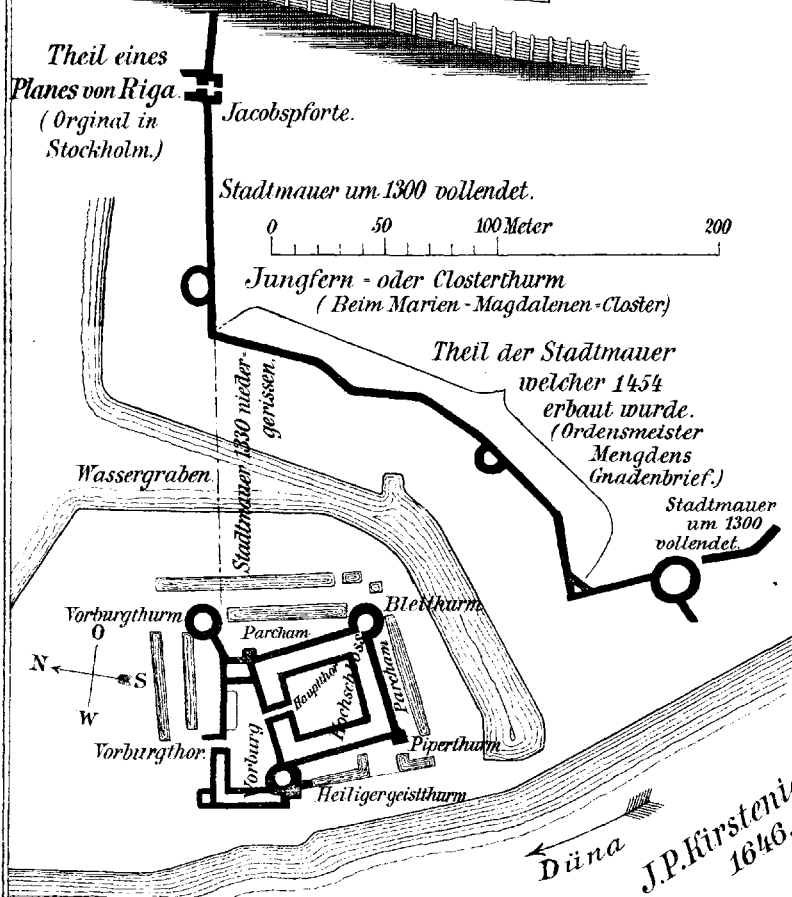 Theil eines
Planes von Riga.
(Orginal in
Stockholm.)
Jacobspforte.
Stadtmauer um 1300 vollendet.
0 50 100 Meter 200
Jungfern - oder Closterthurm
(Beim Marien - Magdalenen - Closter)
Theil der Stadtmauer
welcher 1454
erbaut wurde.
(Ordensmeister
Mengdens
Gnadenbrief.)
Stadtmauer 1330 nieder-
gerissen.
Wassergraben
Stadtmauer
um 1300
vollendet.
Vorburgthurm
Bleithurm
Parcham
O
N
S
W
Hauptthor
Hochschloss
Parcham
Vorburgthor.
Vorburg
Piperthurm
Heiligergeistthurm
Düna
J.P. Kirsteni
1646.